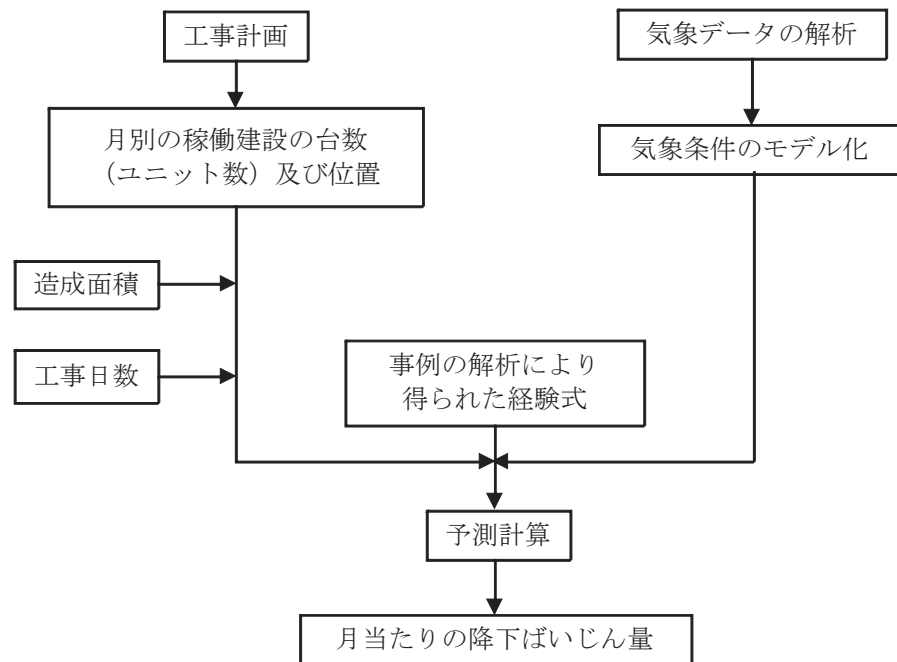 工事計画
気象データの解析
月別の稼働建設の台数
（ユニット数）及び位置
気象条件のモデル化
造成面積
工事日数
事例の解析により
得られた経験式
予測計算
月当たりの降下ばいじん量